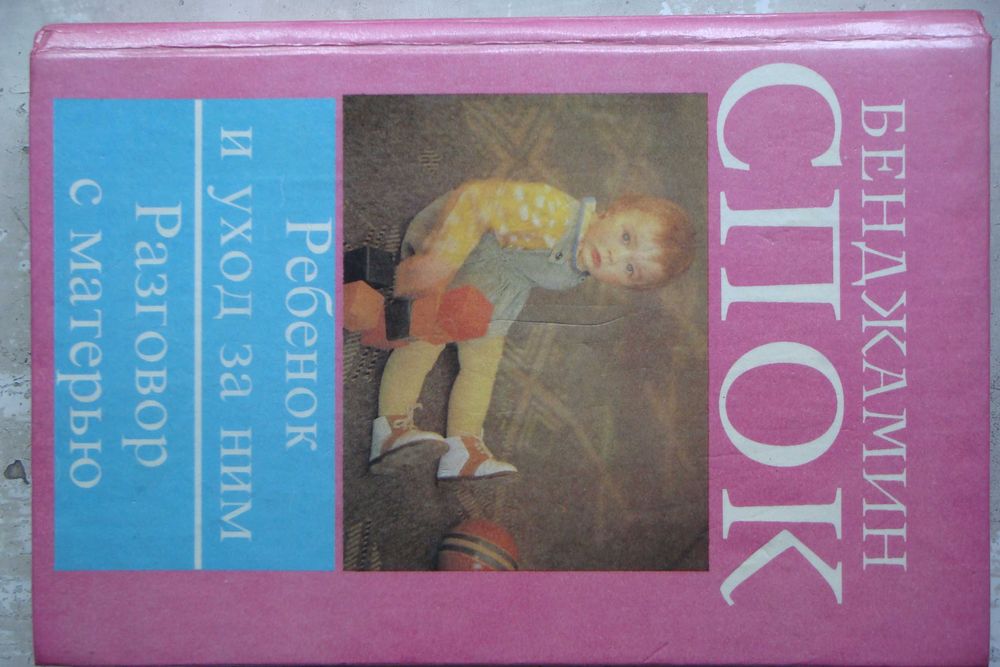 БЕНДЖАМИН
СПОК
Ребенок
и уход за ним
Разговор
с матерью